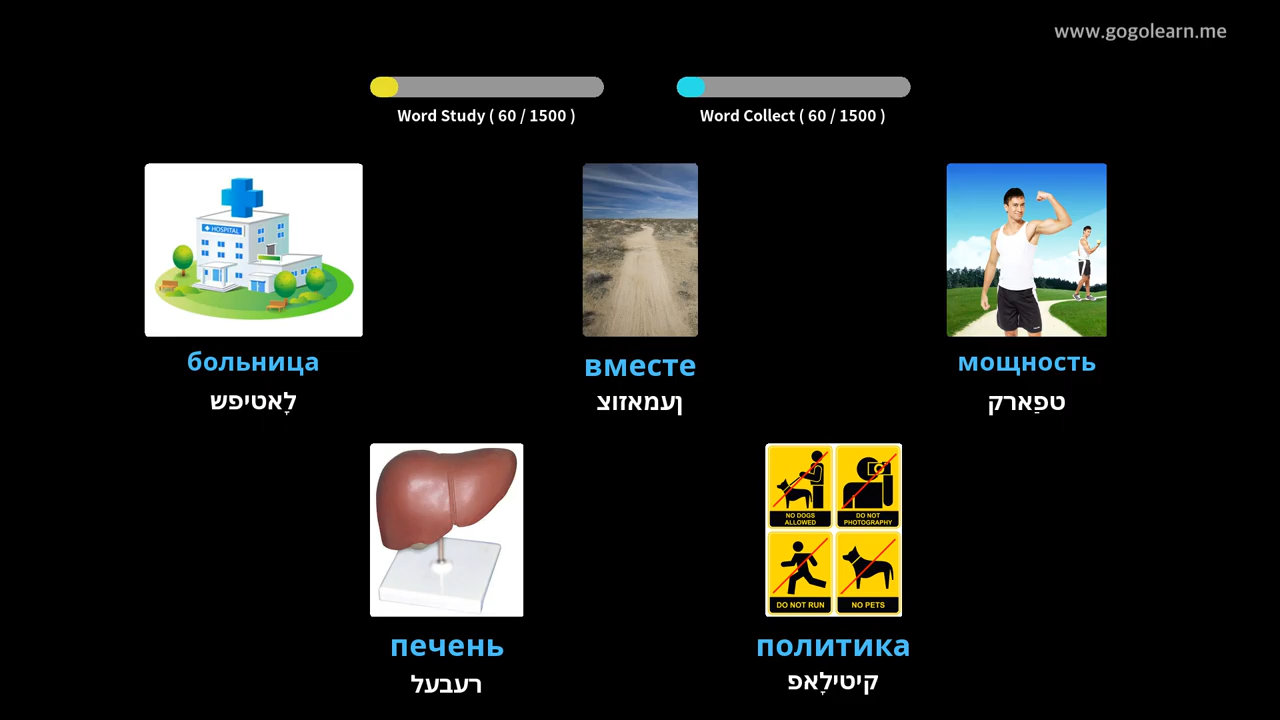 www.gogolearn.me
Word Study ( 60 / 1500 )
Word Collect ( 60 / 1500 )
HOSPITAL
больница
לָאטיפש
вместе
ןעמאזוצ
мощность
טפַארק
NO DOGS
ALLOWED
DO NOT
PHOTOGRAPHY
DO NOT RUN
NO PETS
печень
רעבעל
политика
קיטילָאפ